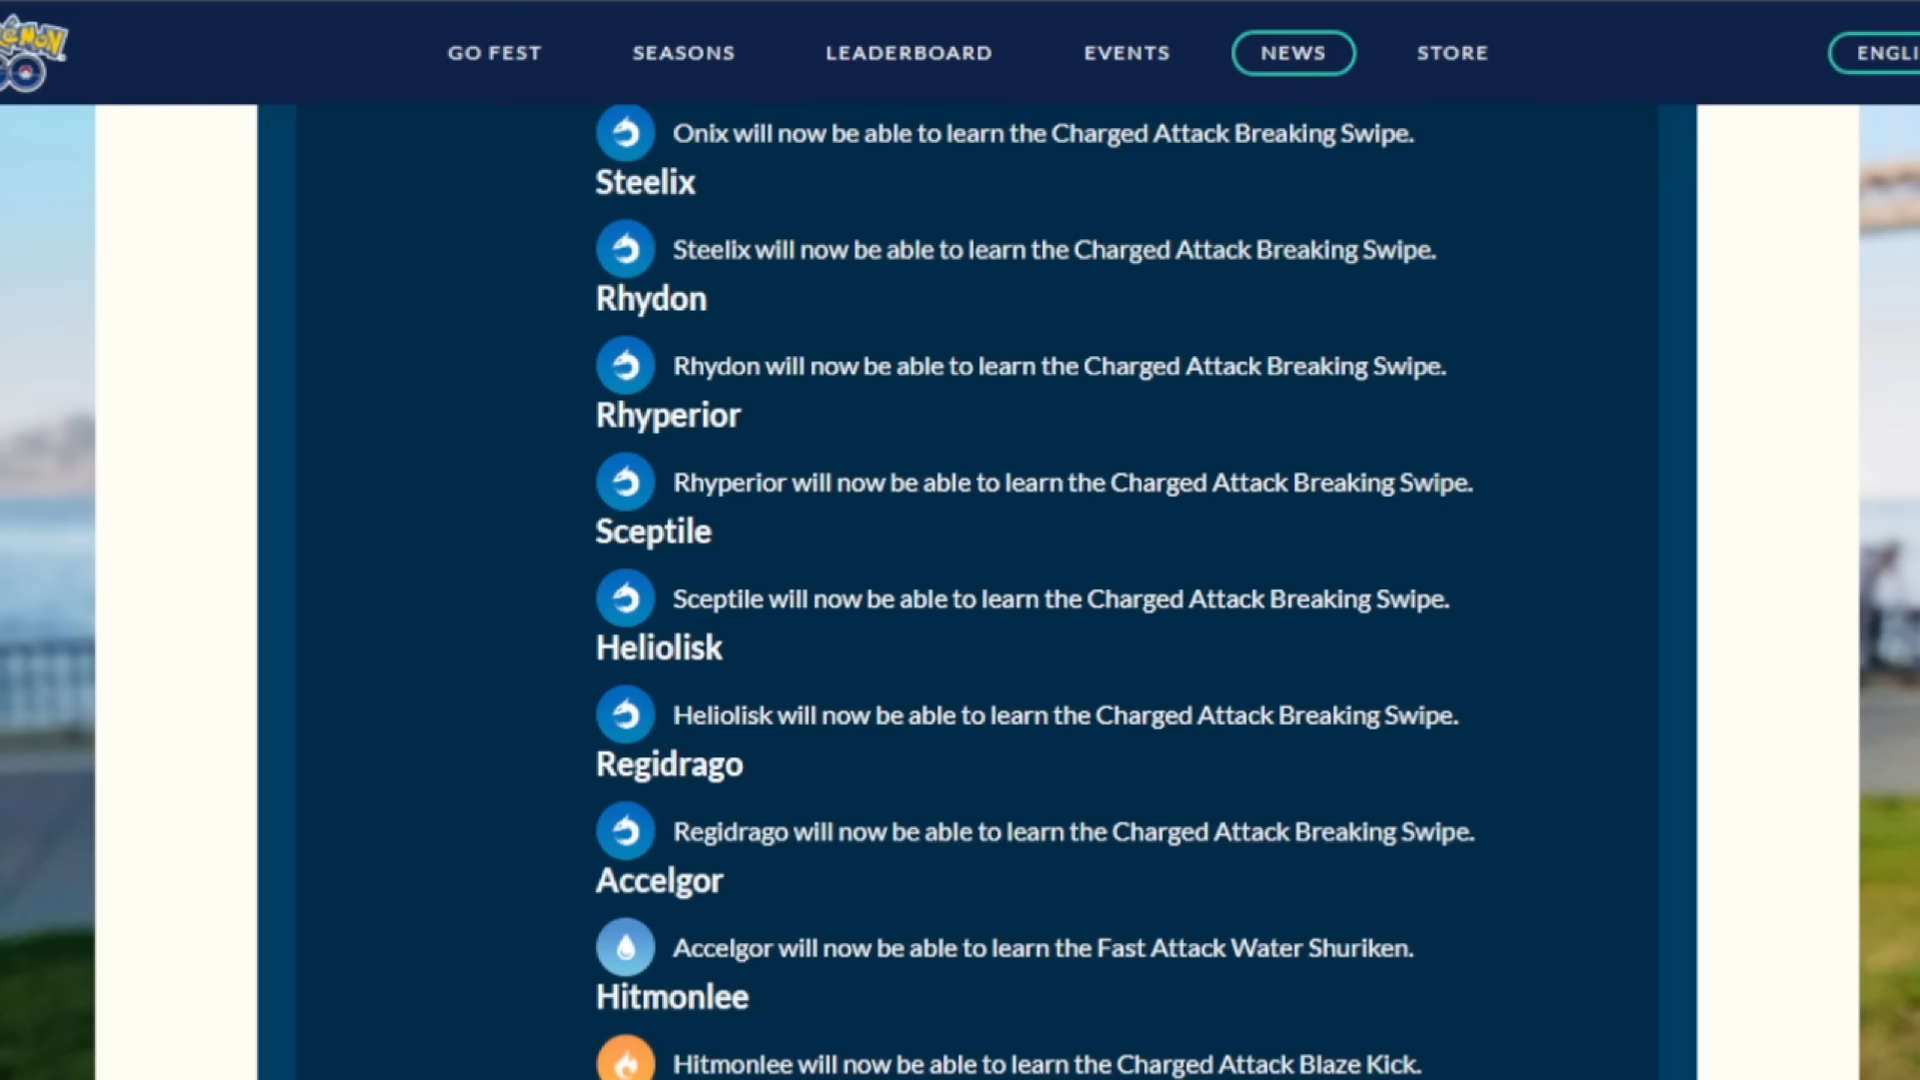 GO FEST
SEASONS
LEADERBOARD
EVENTS
NEWS
STORE
Onix will now be able to learn the Charged Attack Breaking Swipe.
Steelix
Steelix will now be able to learn the Charged Attack Breaking Swipe.
Rhydon
Rhydon will now be able to learn the Charged Attack Breaking Swipe.
Rhyperior
Rhyperior will now be able to learn the Charged Attack Breaking Swipe.
Sceptile
Sceptile will now be able to learn the Charged Attack Breaking Swipe.
Heliolisk
Heliolisk will now be able to learn the Charged Attack Breaking Swipe.
Regidrago
Regidrago will now be able to learn the Charged Attack Breaking Swipe.
Accelgor
Accelgor will now be able to learn the Fast Attack Water Shuriken.
Hitmonlee
Hitmonlee will now be able to learn the Charged Attack Blaze Kick.